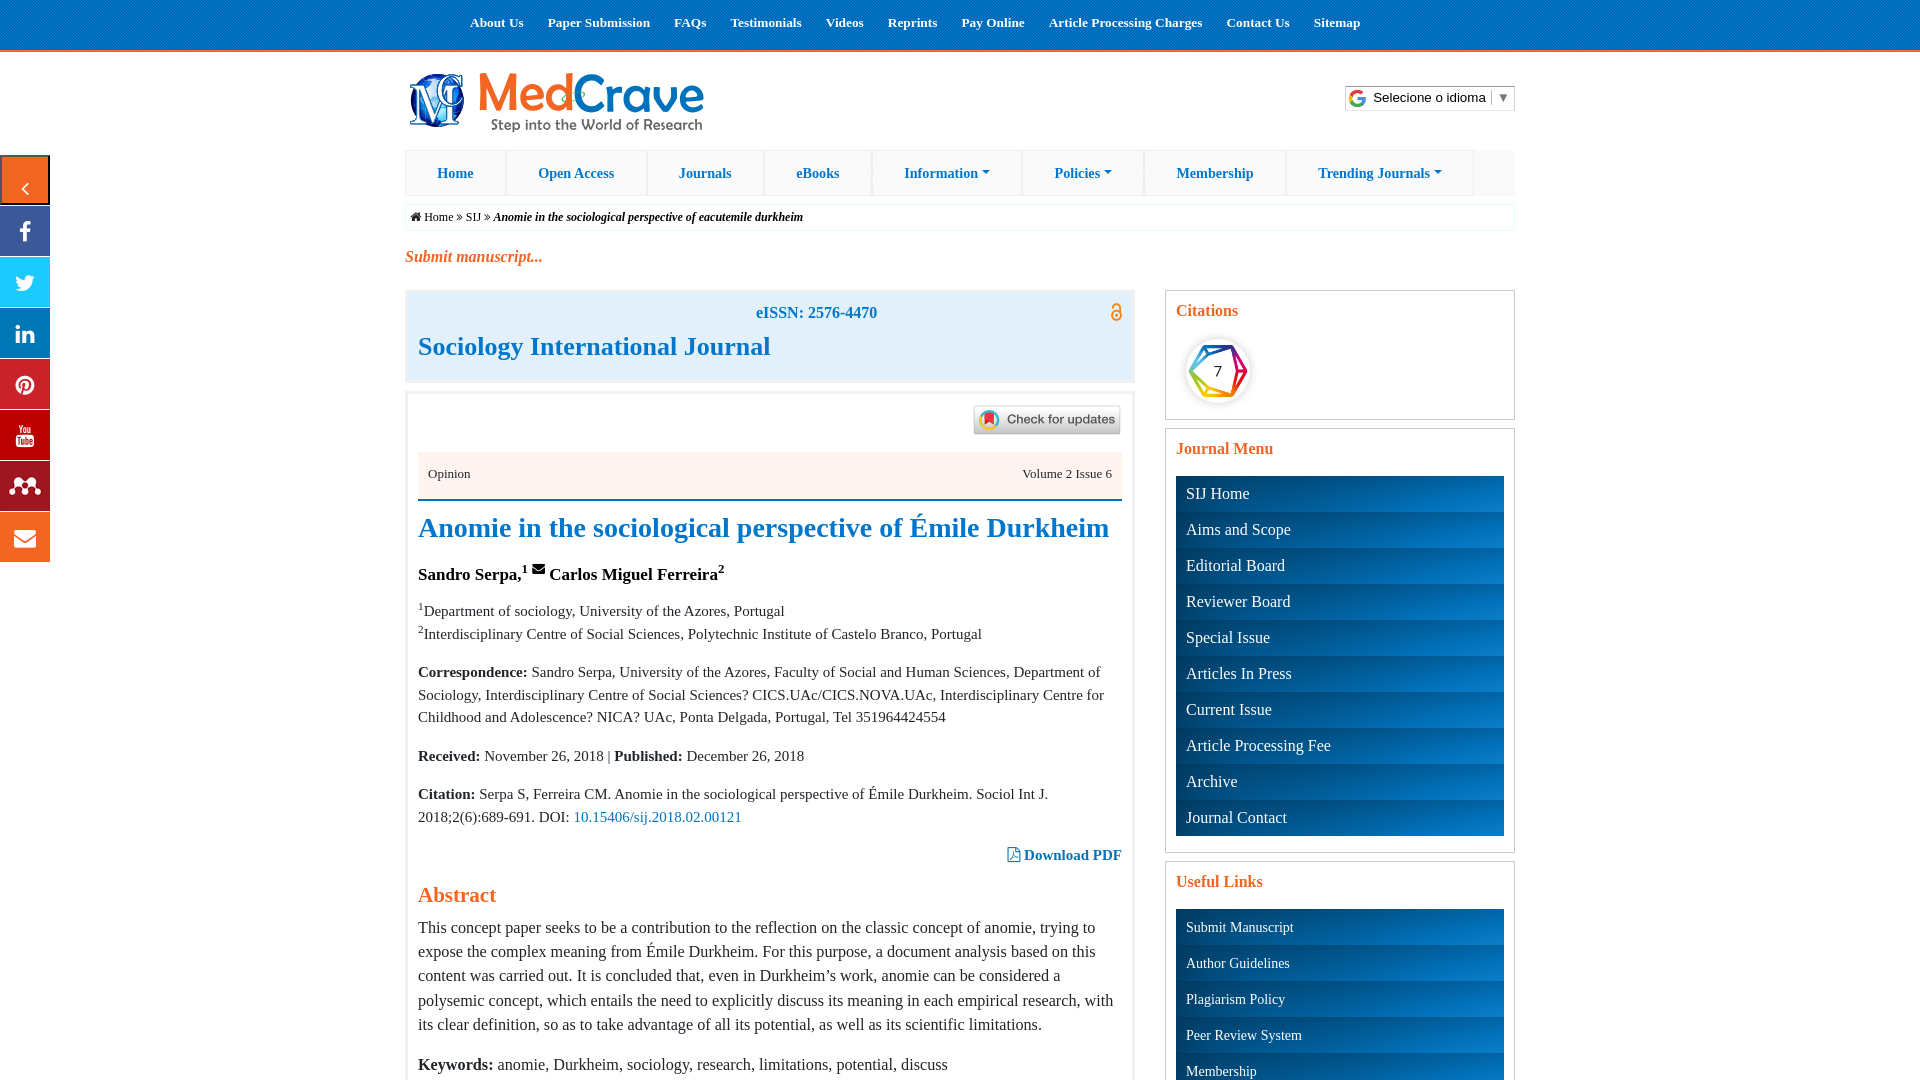 About Us Paper Submission FAQs Testimonials Videos Reprints Pay Online Article Processing Charges Contact Us Sitemap
MedCrave
Step into the World of Research
Selecione o idioma ▼
Home Open Access Journals eBooks Information Policies Membership Trending Journals
Home » SIJ » Anomie in the sociological perspective of eacutemile durkheim
Submit manuscript...
eISSN: 2576-4470
Sociology International Journal
Check for updates
Opinion Volume 2 Issue 6
Anomie in the sociological perspective of Émile Durkheim
Sandro Serpa,1 Carlos Miguel Ferreira2
1Department of sociology, University of the Azores, Portugal
2Interdisciplinary Centre of Social Sciences, Polytechnic Institute of Castelo Branco, Portugal
Correspondence: Sandro Serpa, University of the Azores, Faculty of Social and Human Sciences, Department of
Sociology, Interdisciplinary Centre of Social Sciences? CICS.UAc/CICS.NOVA.UAc, Interdisciplinary Centre for
Childhood and Adolescence? NICA? UAc, Ponta Delgada, Portugal, Tel 351964424554
Received: November 26, 2018 | Published: December 26, 2018
Citation: Serpa S, Ferreira CM. Anomie in the sociological perspective of Émile Durkheim. Sociol Int J.
2018;2(6):689-691. DOI: 10.15406/sij.2018.02.00121
Download PDF
Abstract
This concept paper seeks to be a contribution to the reflection on the classic concept of anomie, trying to
expose the complex meaning from Émile Durkheim. For this purpose, a document analysis based on this
content was carried out. It is concluded that, even in Durkheim’s work, anomie can be considered a
polysemic concept, which entails the need to explicitly discuss its meaning in each empirical research, with
its clear definition, so as to take advantage of all its potential, as well as its scientific limitations.
Keywords: anomie, Durkheim, sociology, research, limitations, potential, discuss
Citations
7
Journal Menu
SIJ Home
Aims and Scope
Editorial Board
Reviewer Board
Special Issue
Articles In Press
Current Issue
Article Processing Fee
Archive
Journal Contact
Useful Links
Submit Manuscript
Author Guidelines
Plagiarism Policy
Peer Review System
Membership
You
Tube